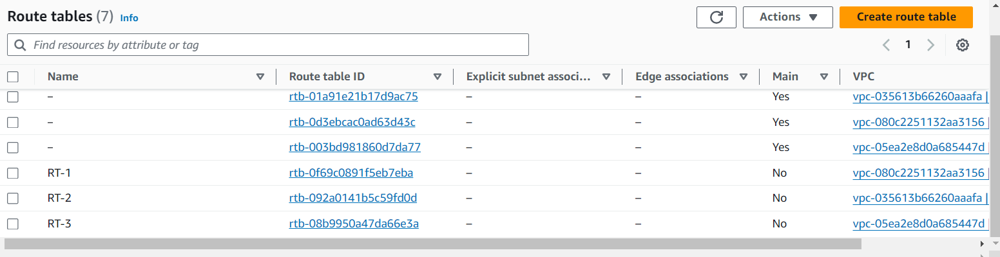 Route tables (7) Info
Actions Create route table
Find resources by attribute or tag
1
Name Route table ID Explicit subnet associ... Edge associations Main VPC
– rtb-01a91e21b17d9ac75 – – Yes vpc-035613b66260aaafa |
– rtb-0d3ebcac0ad63d43c – – Yes vpc-080c2251132aa3156 |
– rtb-003bd981860d7da77 – – Yes vpc-05ea2e8d0a685447d |
RT-1 rtb-0f69c0891f5eb7eba – – No vpc-080c2251132aa3156 |
RT-2 rtb-092a0141b5c59fd0d – – No vpc-035613b66260aaafa |
RT-3 rtb-08b9950a47da66e3a – – No vpc-05ea2e8d0a685447d |